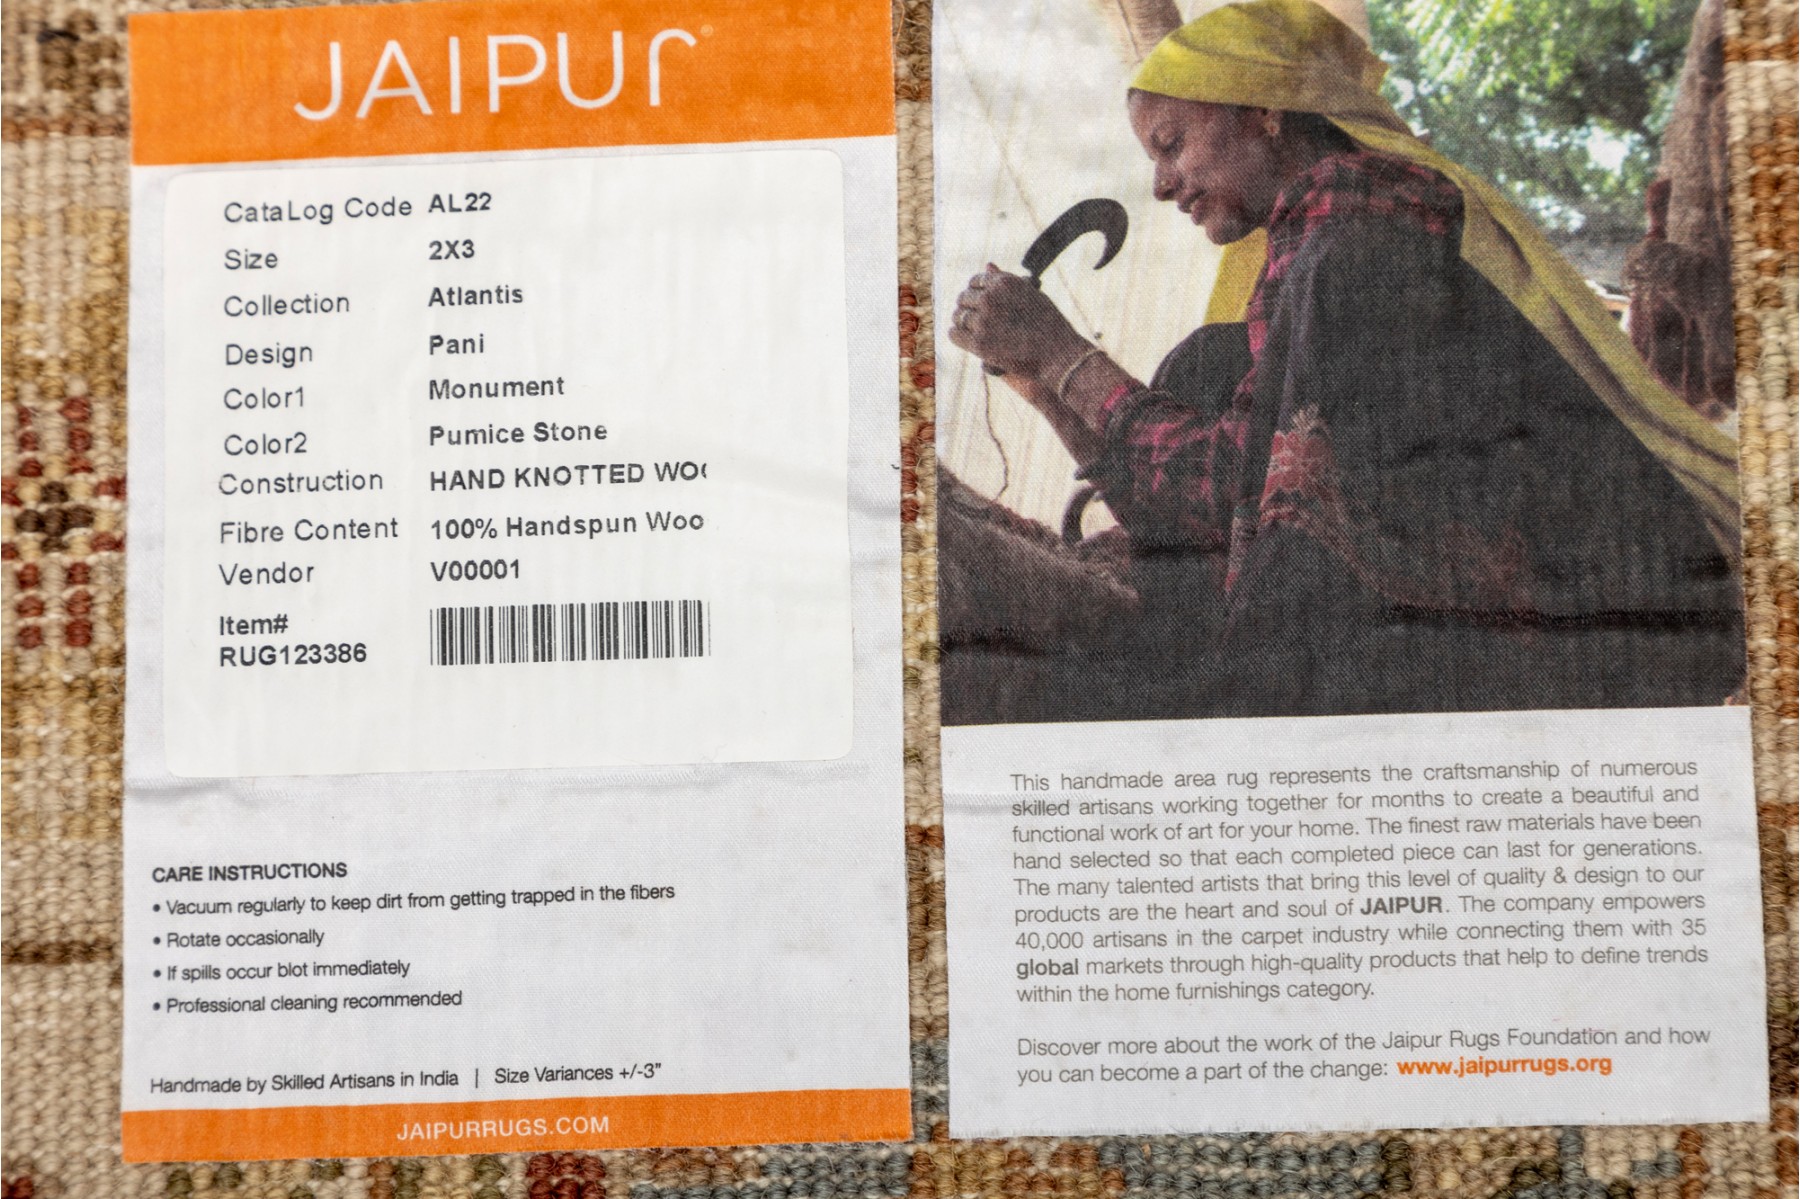 JAIPUr
CataLog Code AL22
Size 2X3
Collection Atlantis
Design Pani
Color1 Monument
Color2 Pumice Stone
Construction HAND KNOTTED WO
Fibre Content 100% Handspun Woo
Vendor V00001
Item#
RUG123386
CARE INSTRUCTIONS
• Vacuum regularly to keep dirt from getting trapped in the fibers
• Rotate occasionally
• If spills occur blot immediately
• Professional cleaning recommended
Handmade by Skilled Artisans in India | Size Variances +/-3"
JAIPURRUGS.COM
This handmade area rug represents the craftsmanship of numerous
skilled artisans working together for months to create a beautiful and
functional work of art for your home. The finest raw materials have been
hand selected so that each completed piece can last for generations.
The many talented artists that bring this level of quality & design to our
products are the heart and soul of JAIPUR. The company empowers
40,000 artisans in the carpet industry while connecting them with 35
global markets through high-quality products that help to define trends
within the home furnishings category.
Discover more about the work of the Jaipur Rugs Foundation and how
you can become a part of the change: www.jaipurrugs.org